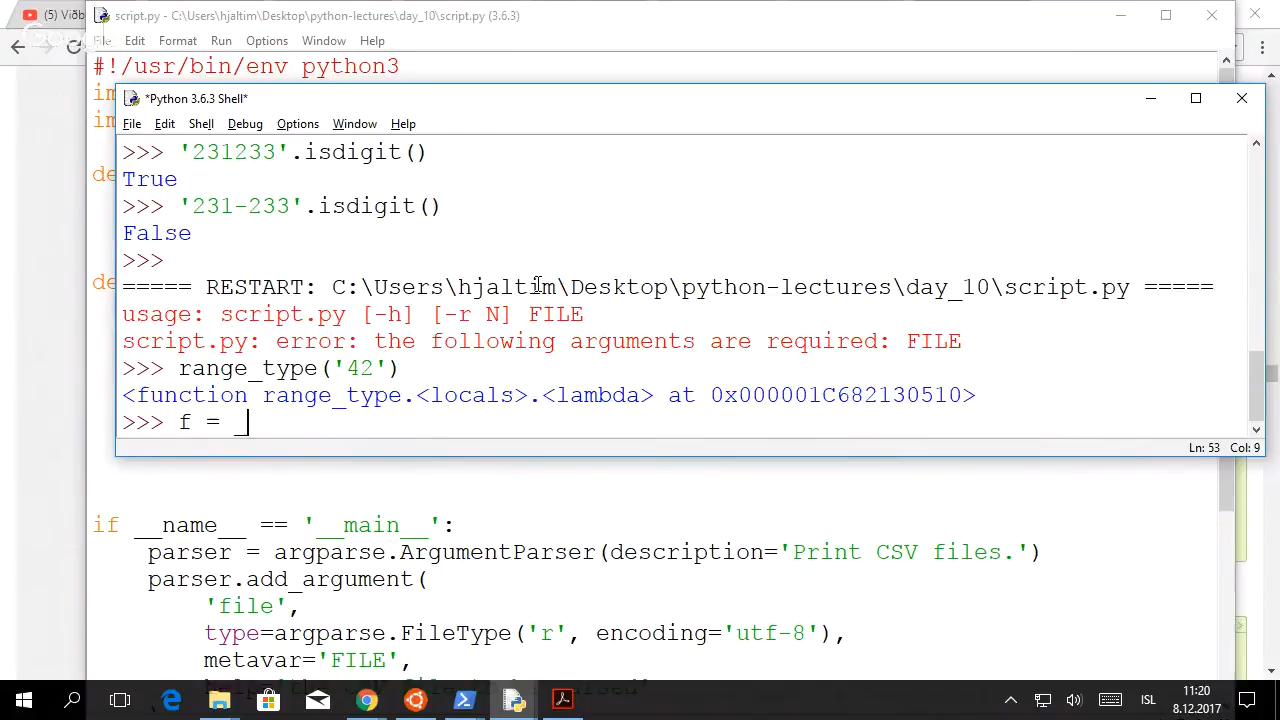 (5) Viðb
script.py - C:\Users\hjaltim\Desktop\python-lectures\day_10\script.py (3.6.3)
File Edit Format Run Options Window Help
#!/usr/bin/env python3
im
*Python 3.6.3 Shell*
im
File Edit Shell Debug Options Window Help
>>> '231233'.isdigit()
True
de
>>> '231-233'.isdigit()
False
>>>
de
===== RESTART: C:\Users\hjaltim\Desktop\python-lectures\day_10\script.py =====
usage: script.py [-h] [-r N] FILE
script.py: error: the following arguments are required: FILE
>>> range_type('42')
<function range_type.<locals>.<lambda> at 0x000001C682130510>
>>> f = _
Ln: 53 Col: 9
if __name__ == '__main__':
parser = argparse.ArgumentParser(description='Print CSV files.')
parser.add_argument(
'file',
type=argparse.FileType('r', encoding='utf-8'),
metavar='FILE',
ISL
11:20
8.12.2017